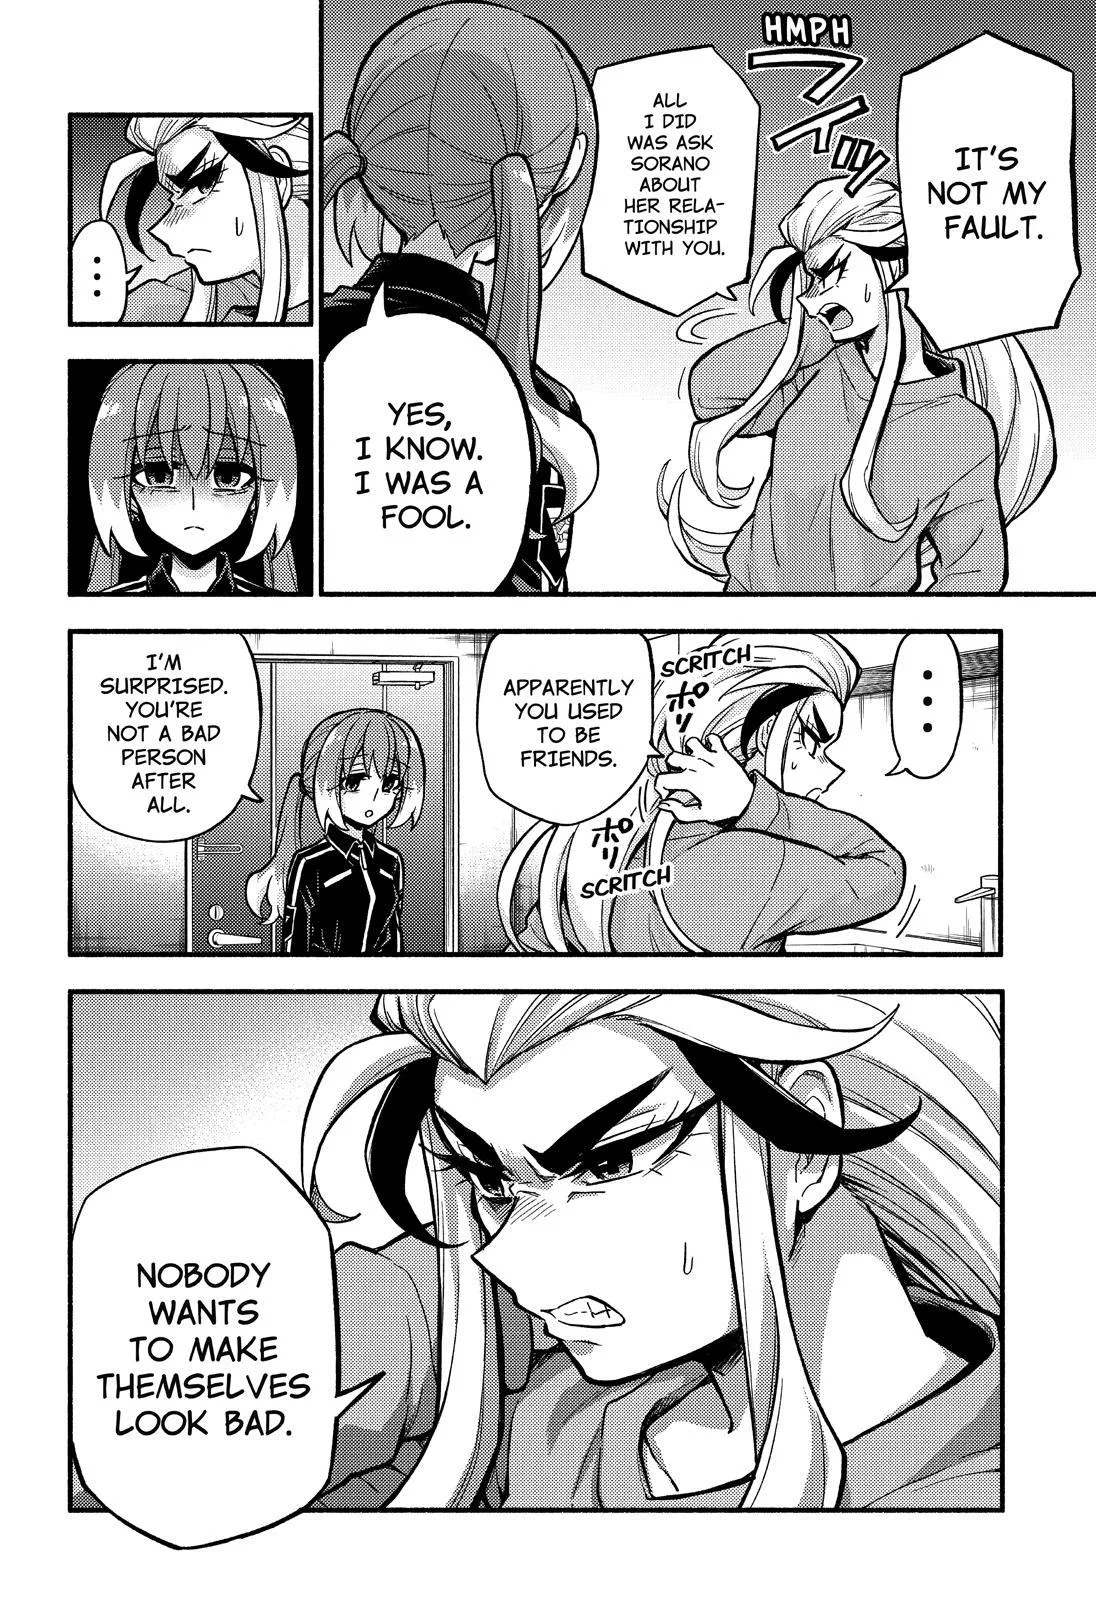 HMPH
フイッ
IT'S
NOT MY
FAULT.
ALL
I DID
WAS ASK
SORANO
ABOUT
HER RELA-
TIONSHIP
WITH YOU.
YES,
I KNOW.
I WAS A
FOOL.
...
...
SCRITCH
ポリ
ポリ
SCRITCH
APPARENTLY
YOU USED
TO BE
FRIENDS.
I'M
SURPRISED.
YOU'RE
NOT A BAD
PERSON
AFTER
ALL.
NOBODY
WANTS
TO MAKE
THEMSELVES
LOOK BAD.